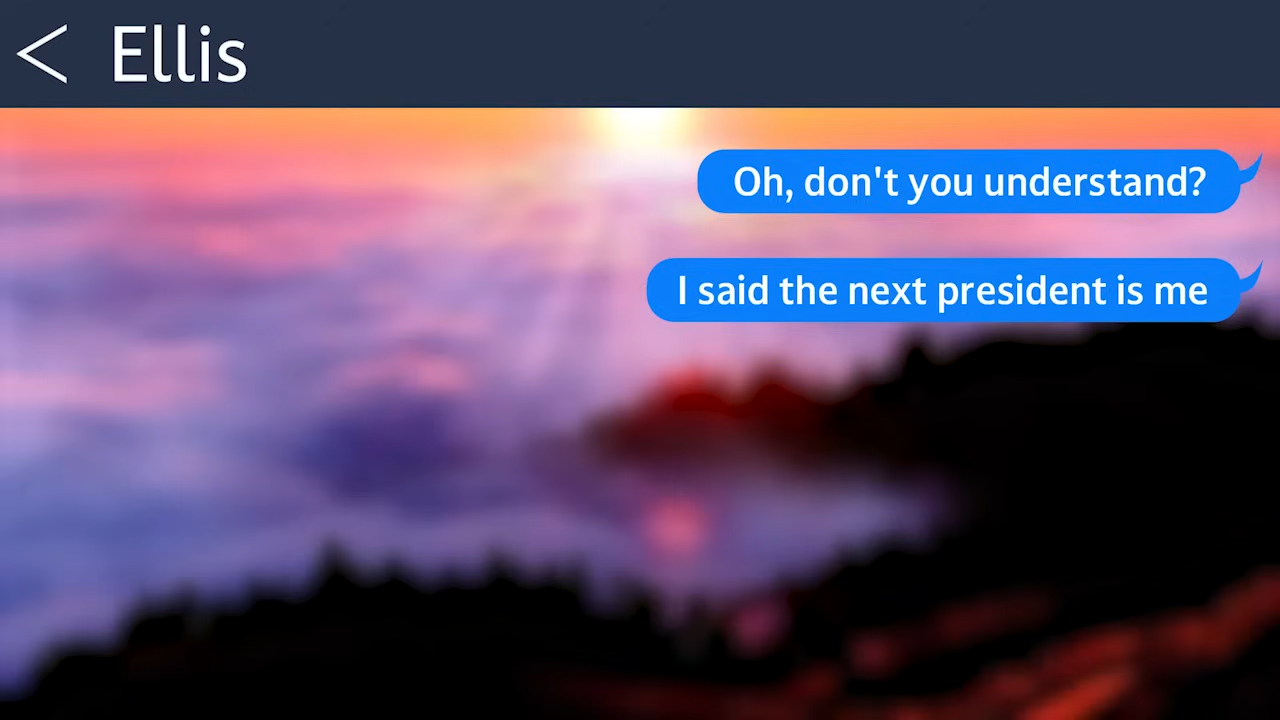 < Ellis
Oh, don't you understand?
I said the next president is me